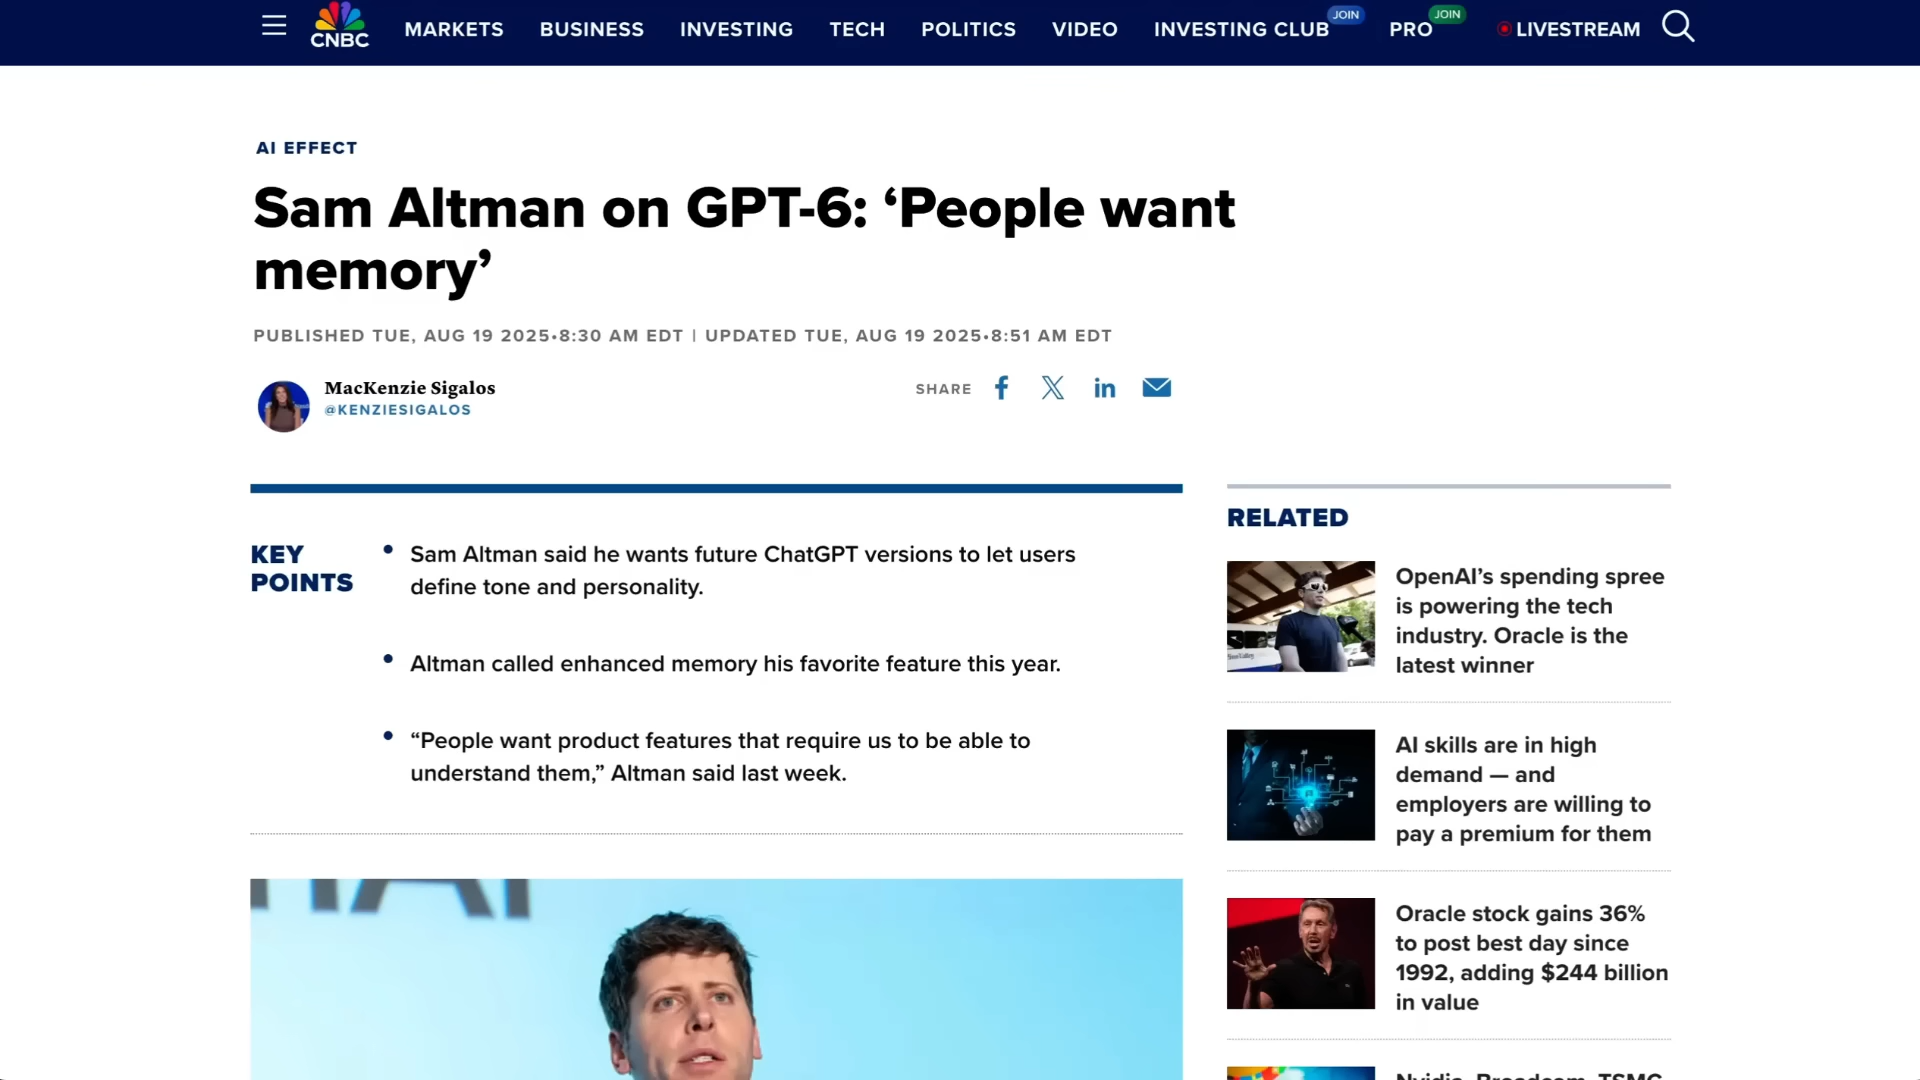 CNBC
MARKETS
BUSINESS
INVESTING
TECH
POLITICS
VIDEO
INVESTING CLUB
JOIN
PRO
JOIN
LIVESTREAM
AI EFFECT
Sam Altman on GPT-6: ‘People want
memory’
PUBLISHED TUE, AUG 19 2025•8:30 AM EDT | UPDATED TUE, AUG 19 2025•8:51 AM EDT
MacKenzie Sigalos
@KENZIESIGALOS
SHARE
KEY
POINTS
Sam Altman said he wants future ChatGPT versions to let users
define tone and personality.
Altman called enhanced memory his favorite feature this year.
“People want product features that require us to be able to
understand them,” Altman said last week.
RELATED
OpenAI’s spending spree
is powering the tech
industry. Oracle is the
latest winner
AI skills are in high
demand — and
employers are willing to
pay a premium for them
Oracle stock gains 36%
to post best day since
1992, adding $244 billion
in value
Nvidia, Broadcom, TSMC